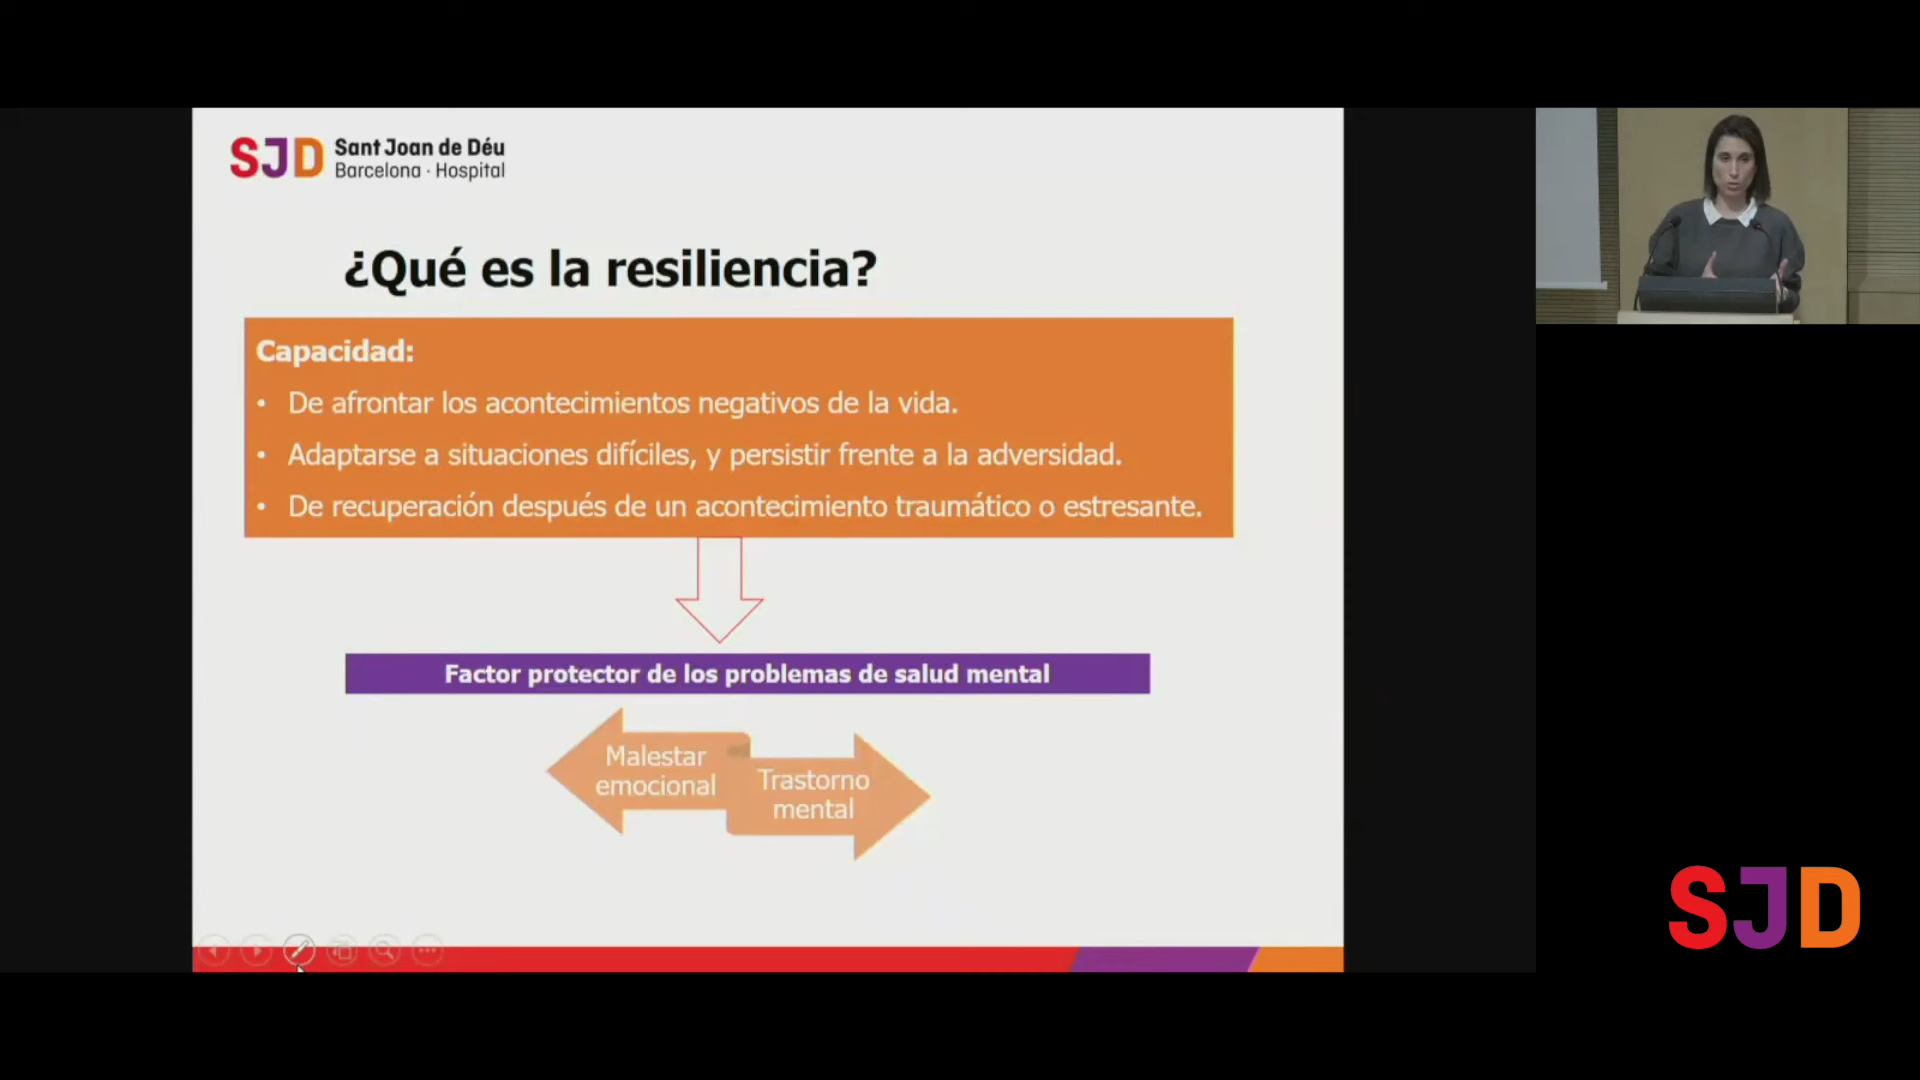 SJD Sant Joan de Déu
Barcelona · Hospital
¿Qué es la resiliencia?
Capacidad:
• De afrontar los acontecimientos negativos de la vida.
• Adaptarse a situaciones difíciles, y persistir frente a la adversidad.
• De recuperación después de un acontecimiento traumático o estresante.
Factor protector de los problemas de salud mental
Malestar
emocional
Trastorno
mental
SJD